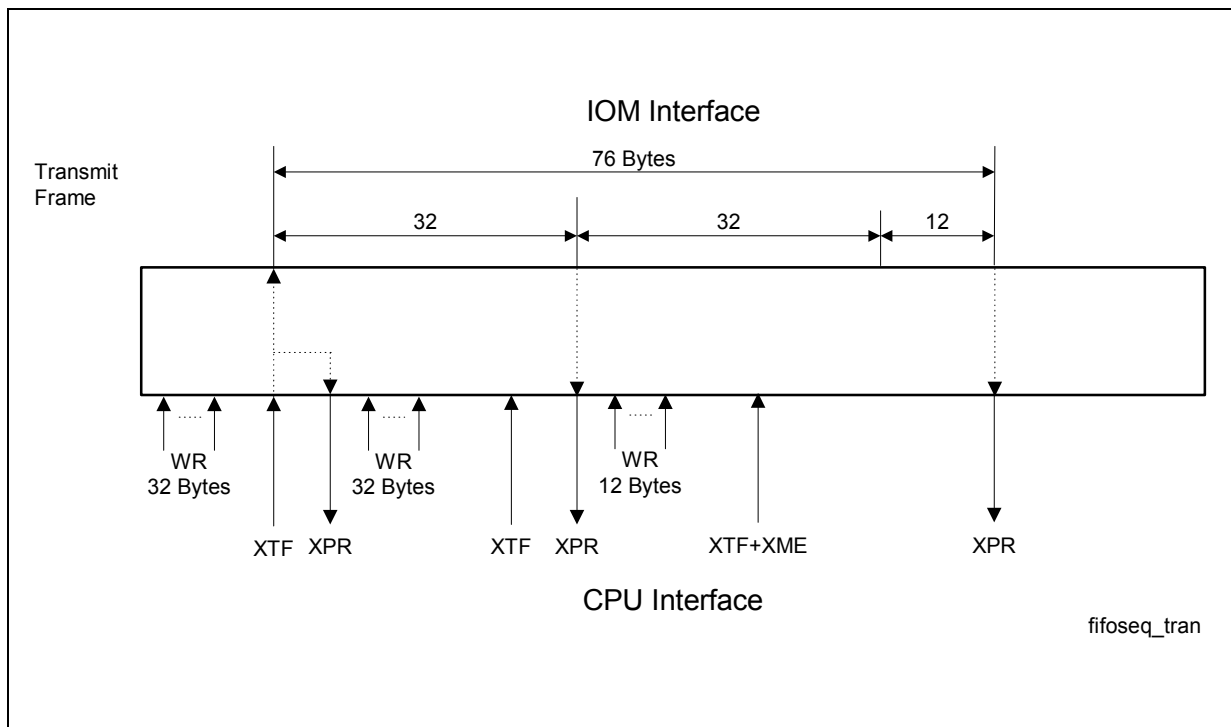 IOM Interface
Transmit
Frame
76 Bytes
32
32
12
.....
.....
.....
WR
32 Bytes
WR
32 Bytes
WR
12 Bytes
XTF
XPR
XTF
XPR
XTF+XME
XPR
CPU Interface
fifoseq_tran